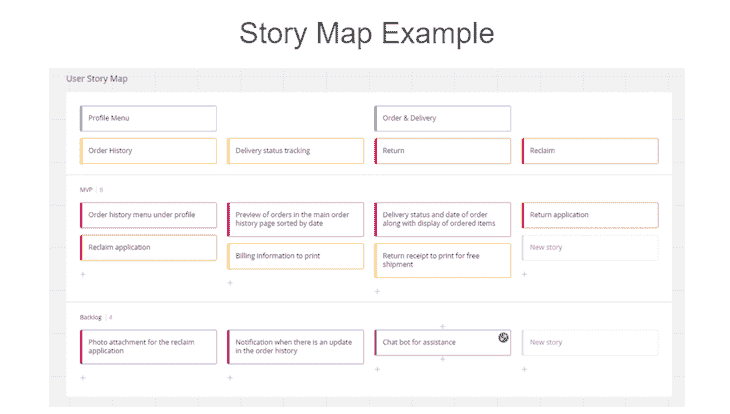 Story Map Example
User Story Map
Profile Menu
Order & Delivery
Order History
Delivery status tracking
Return
Reclaim
MVP | 8
Order history menu under profile
Preview of orders in the main order
history page sorted by date
Delivery status and date of order
along with display of ordered items
Return application
Reclaim application
Billing information to print
Return receipt to print for free
shipment
New story
+
+
+
+
Backlog | 4
Photo attachment for the reclaim
application
Notification when there is an update
in the order history
Chat bot for assistance
New story
+
+
+
+
+